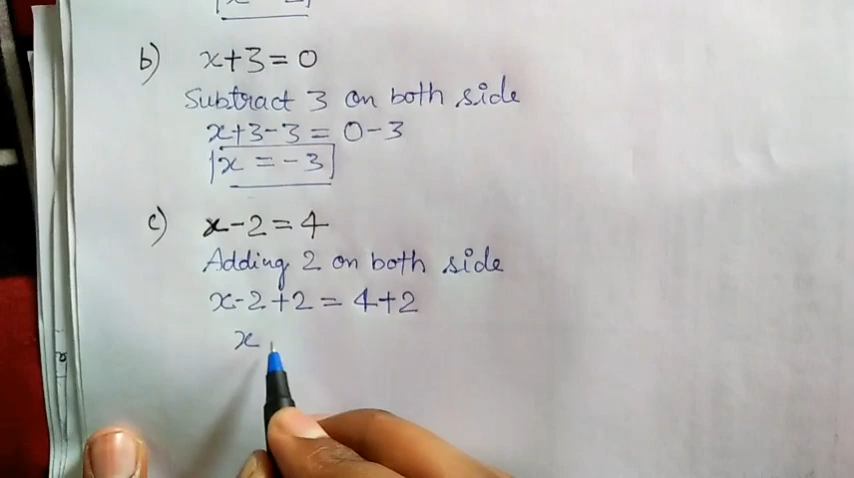 b) x+3=0
Subtract 3 on both side
x+3-3=0-3
x=-3
c) x-2=4
Adding 2 on both side
x-2+2=4+2
x